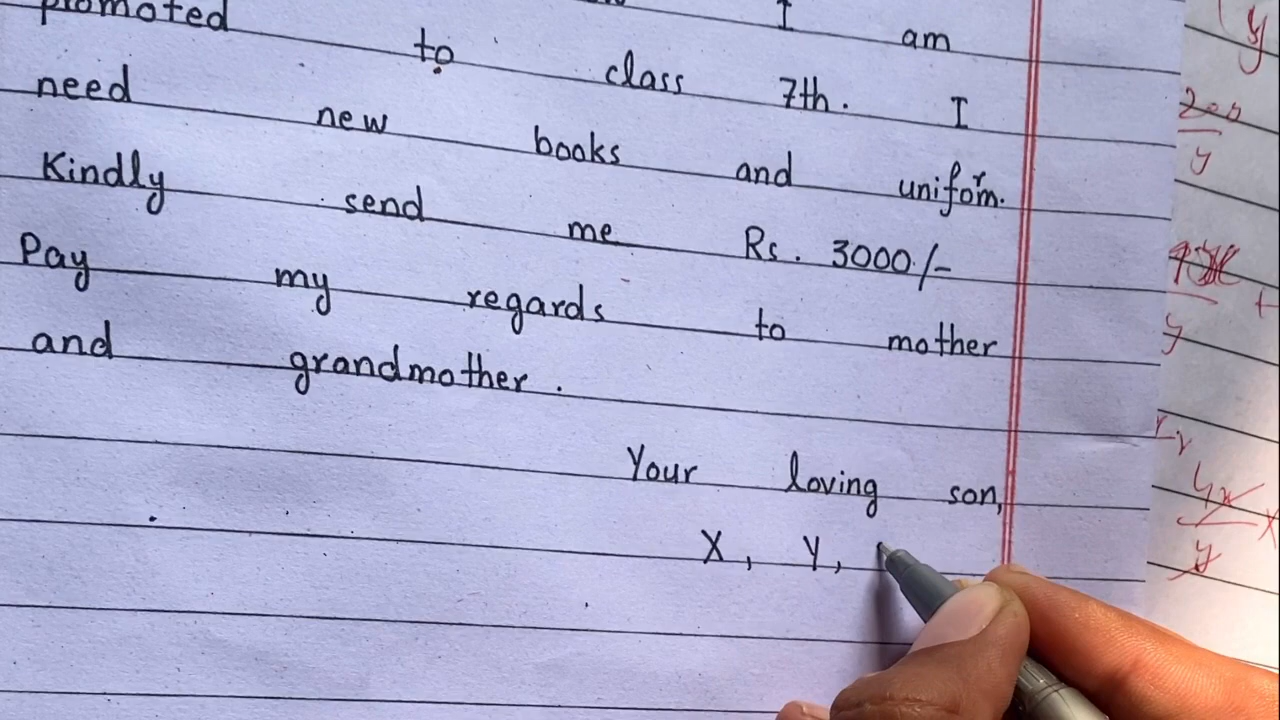 I am
promoted to class 7th. I
need new books and uniform.
Kindly send me Rs. 3000/-
Pay my regards to mother
and grandmother.
Your loving son,
X, Y,
y
200
y
y
y